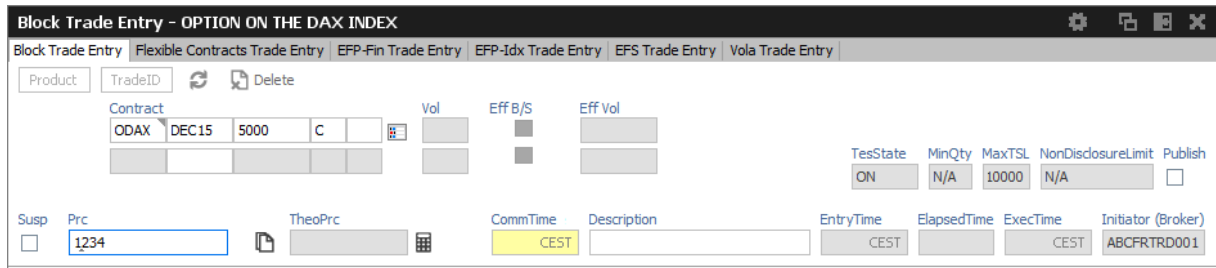 Block Trade Entry - OPTION ON THE DAX INDEX
Block Trade Entry Flexible Contracts Trade Entry EFP-Fin Trade Entry EFP-Idx Trade Entry EFS Trade Entry Vola Trade Entry
Product TradeID Delete
Contract Vol Eff B/S Eff Vol
ODAX DEC15 5000 C
TesState MinQty MaxTSL NonDisclosureLimit Publish
ON N/A 10000 N/A
Susp Prc TheoPrc CommTime Description EntryTime ElapsedTime ExecTime Initiator (Broker)
1234 CEST CEST CEST ABCFRTRD001